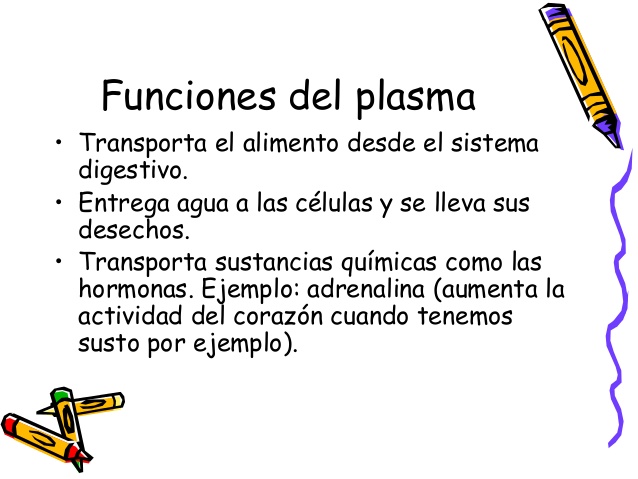 Funciones del plasma
• Transporta el alimento desde el sistema
digestivo.
• Entrega agua a las células y se lleva sus
desechos.
• Transporta sustancias químicas como las
hormonas. Ejemplo: adrenalina (aumenta la
actividad del corazón cuando tenemos
susto por ejemplo).